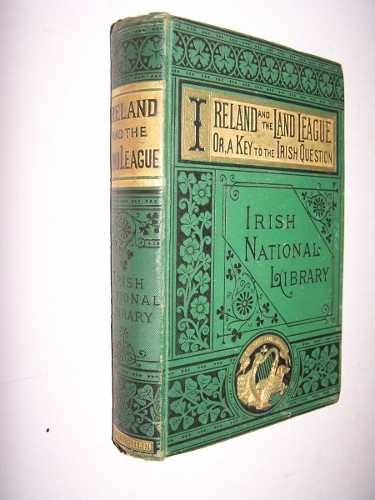 IRELAND AND THE LAND LEAGUE
OR, A KEY TO THE IRISH QUESTION
IRISH
NATIONAL
LIBRARY
IRELAND
AND THE
LAND LEAGUE
IRISH
NATIONAL
LIBRARY